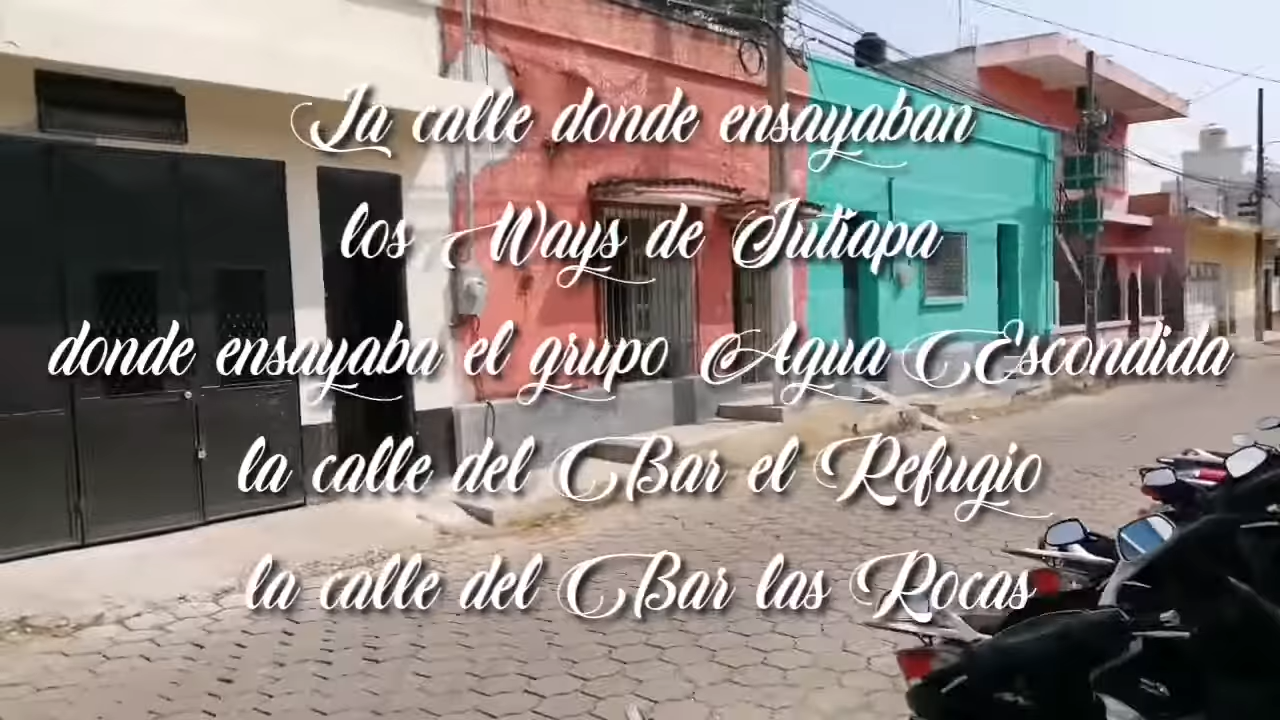 La calle donde ensayaban
los Ways de Jutiapa
donde ensayaba el grupo Agua Escondida
la calle del Bar el Refugio
la calle del Bar las Rocas